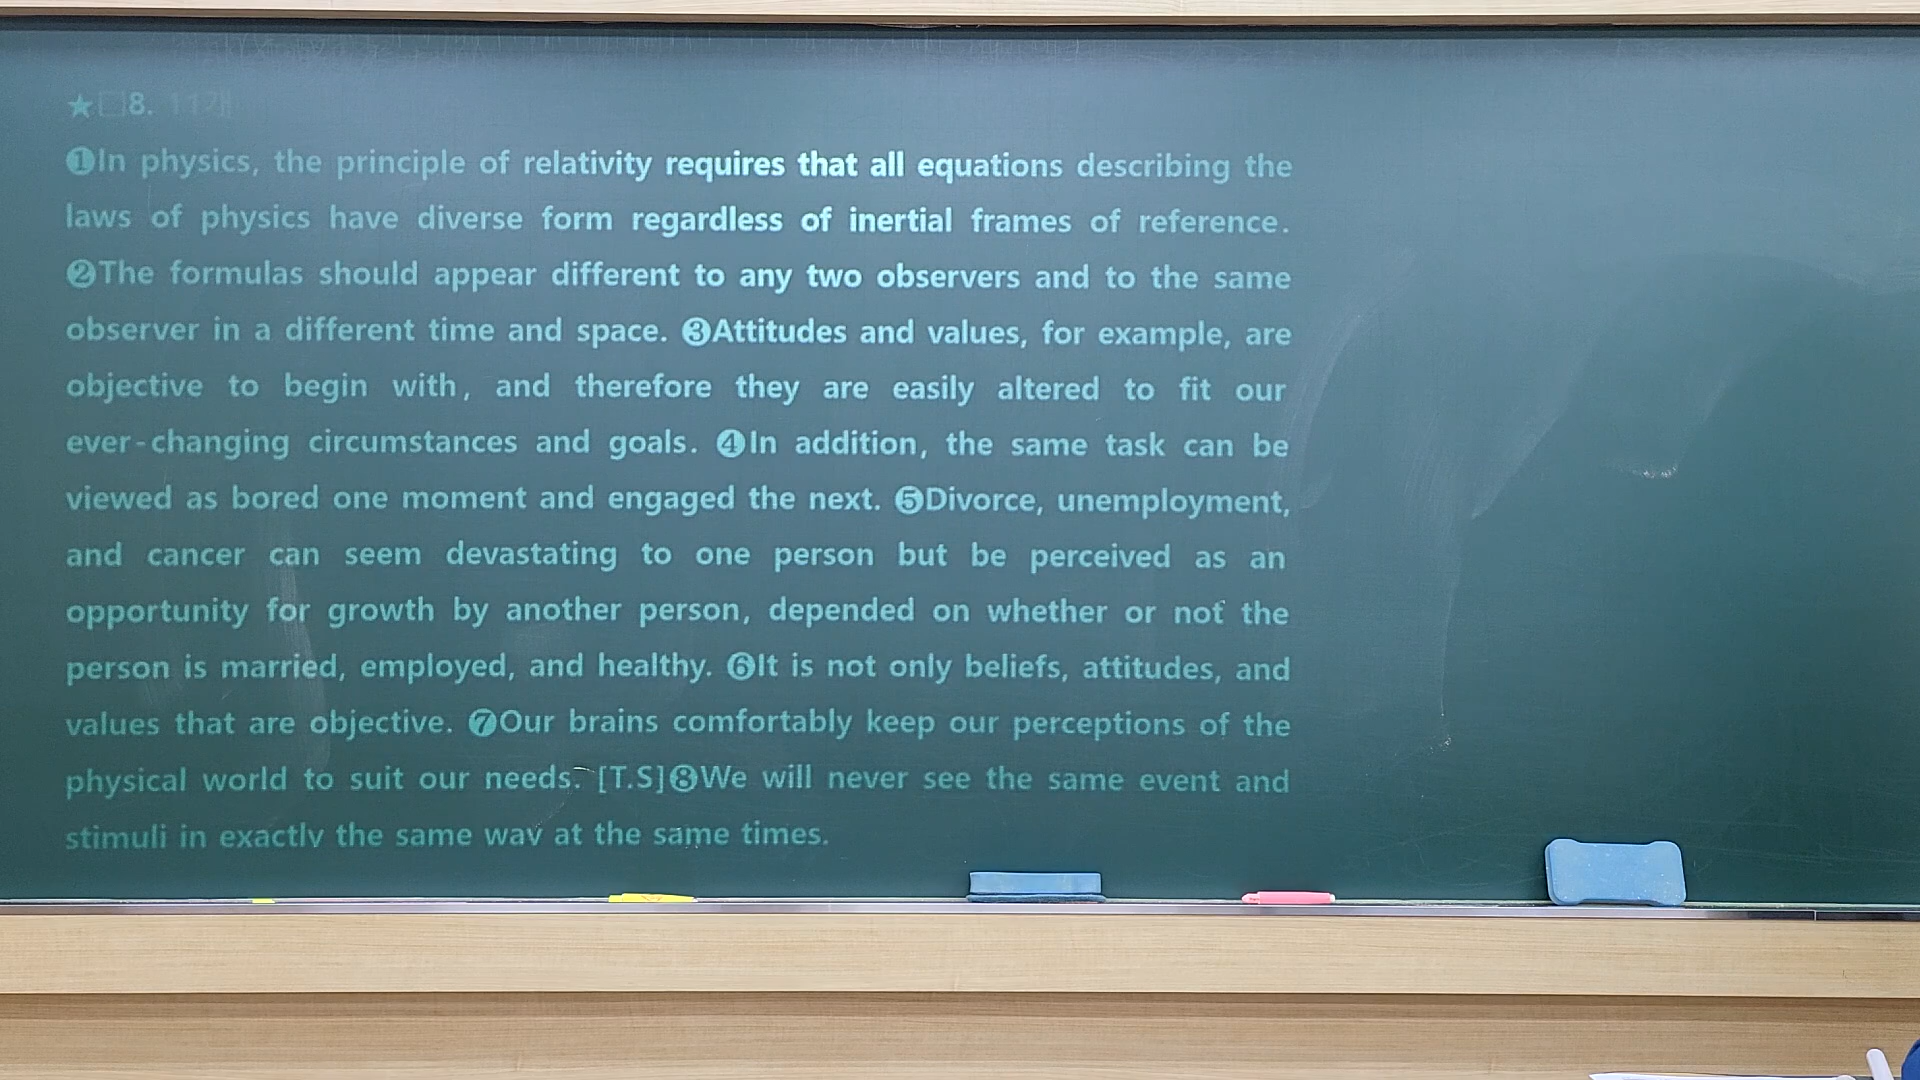 ★□8. 11개
❶In physics, the principle of relativity requires that all equations describing the
laws of physics have diverse form regardless of inertial frames of reference.
❷The formulas should appear different to any two observers and to the same
observer in a different time and space. ❸Attitudes and values, for example, are
objective to begin with, and therefore they are easily altered to fit our
ever-changing circumstances and goals. ❹In addition, the same task can be
viewed as bored one moment and engaged the next. ❺Divorce, unemployment,
and cancer can seem devastating to one person but be perceived as an
opportunity for growth by another person, depended on whether or not the
person is married, employed, and healthy. ❻It is not only beliefs, attitudes, and
values that are objective. ❼Our brains comfortably keep our perceptions of the
physical world to suit our needs. [T.S]❽We will never see the same event and
stimuli in exactly the same way at the same times.